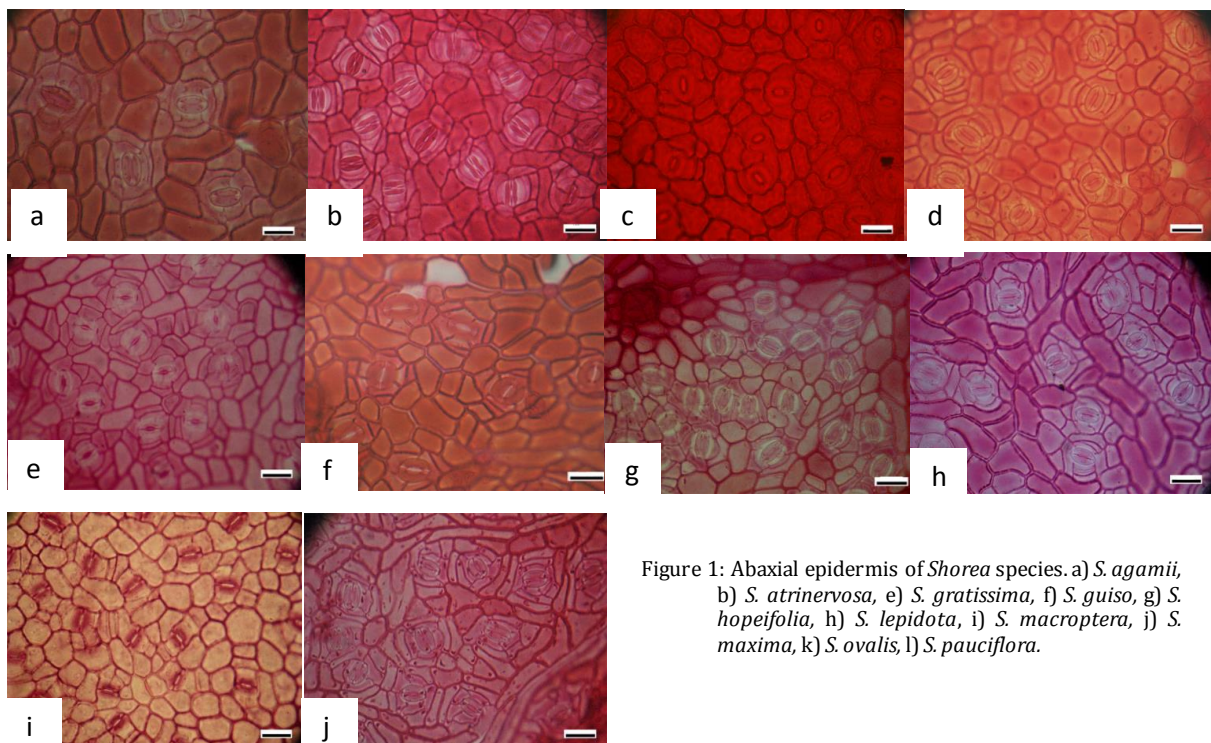 a
b
c
d
e
f
g
h
i
j
Figure 1: Abaxial epidermis of Shorea species. a) S. agamii,
b) S. atrinervosa, e) S. gratissima, f) S. guiso, g) S.
hopeifolia, h) S. lepidota, i) S. macroptera, j) S.
maxima, k) S. ovalis, l) S. pauciflora.